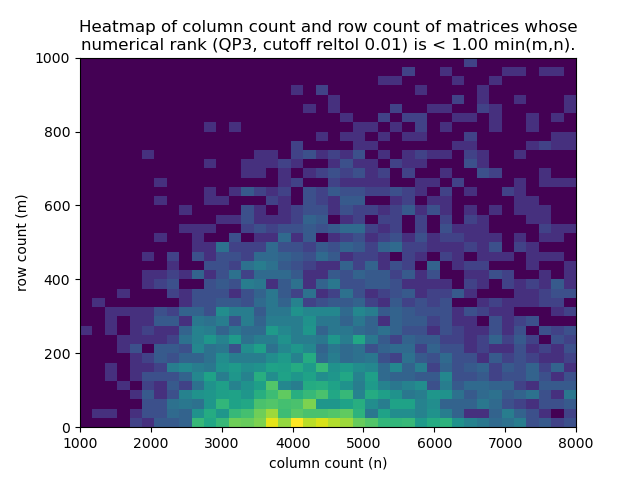 Heatmap of column count and row count of matrices whose
numerical rank (QP3, cutoff reltol 0.01) is < 1.00 min(m,n).
1000
800
600
400
200
0
row count (m)
1000 2000 3000 4000 5000 6000 7000 8000
column count (n)